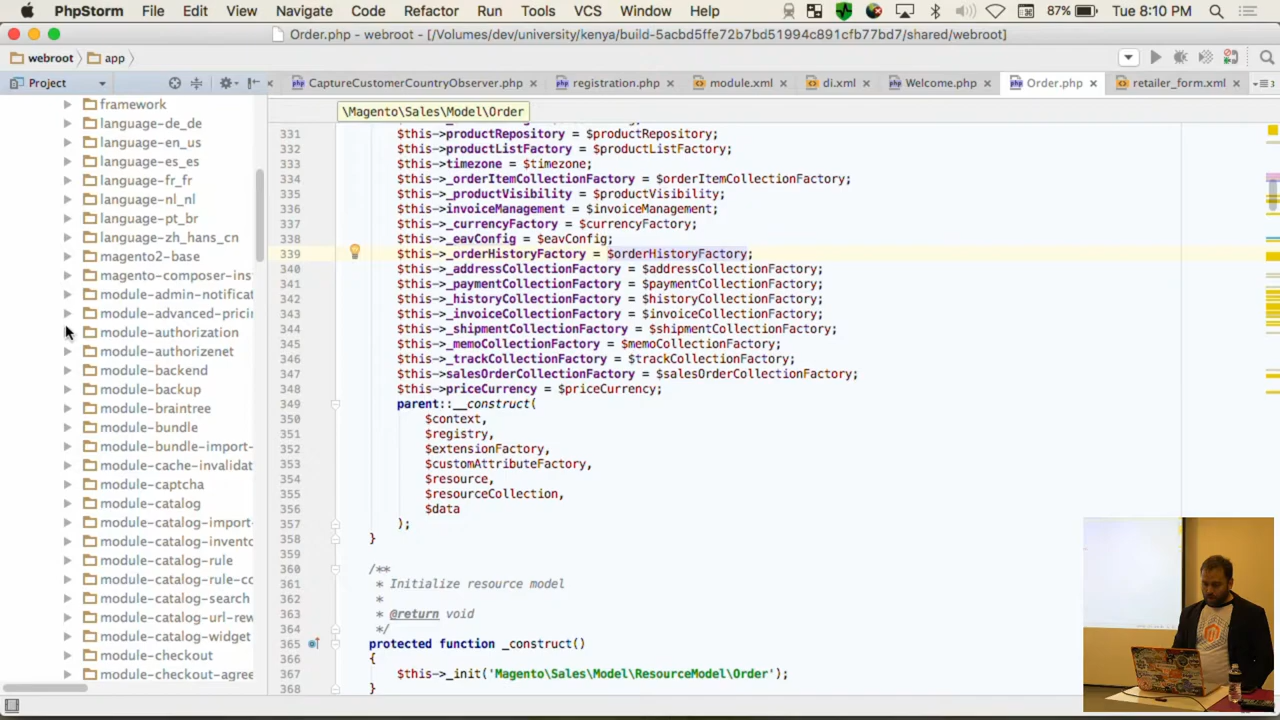 PhpStorm File Edit View Navigate Code Refactor Run Tools VCS Window Help 87% Tue 8:10 PM
Order.php - webroot - [/Volumes/dev/university/kenya/build-5acbd5ffe72b7bd51994c891cfb77bd7/shared/webroot]
webroot app
Project CaptureCustomerCountryObserver.php registration.php module.xml di.xml Welcome.php Order.php retailer_form.xml
\Magento\Sales\Model\Order
framework
language-de_de
language-en_us
language-es_es
language-fr_fr
language-nl_nl
language-pt_br
language-zh_hans_cn
magento2-base
magento-composer-ins
module-admin-notificat
module-advanced-pricin
module-authorization
module-authorizenet
module-backend
module-backup
module-braintree
module-bundle
module-bundle-import-
module-cache-invalidat
module-captcha
module-catalog
module-catalog-import-
module-catalog-invento
module-catalog-rule
module-catalog-rule-co
module-catalog-search
module-catalog-url-rew
module-catalog-widget
module-checkout
module-checkout-agree
331 $this->productRepository = $productRepository;
332 $this->productListFactory = $productListFactory;
333 $this->timezone = $timezone;
334 $this->_orderItemCollectionFactory = $orderItemCollectionFactory;
335 $this->_productVisibility = $productVisibility;
336 $this->invoiceManagement = $invoiceManagement;
337 $this->_currencyFactory = $currencyFactory;
338 $this->_eavConfig = $eavConfig;
339 $this->_orderHistoryFactory = $orderHistoryFactory;
340 $this->_addressCollectionFactory = $addressCollectionFactory;
341 $this->_paymentCollectionFactory = $paymentCollectionFactory;
342 $this->_historyCollectionFactory = $historyCollectionFactory;
343 $this->_invoiceCollectionFactory = $invoiceCollectionFactory;
344 $this->_shipmentCollectionFactory = $shipmentCollectionFactory;
345 $this->_memoCollectionFactory = $memoCollectionFactory;
346 $this->_trackCollectionFactory = $trackCollectionFactory;
347 $this->salesOrderCollectionFactory = $salesOrderCollectionFactory;
348 $this->priceCurrency = $priceCurrency;
349 parent::__construct(
350 $context,
351 $registry,
352 $extensionFactory,
353 $customAttributeFactory,
354 $resource,
355 $resourceCollection,
356 $data
357 );
358 }
359
360 /**
361 * Initialize resource model
362 *
363 * @return void
364 */
365 protected function _construct()
366 {
367 $this->_init('Magento\Sales\Model\ResourceModel\Order');
368 }